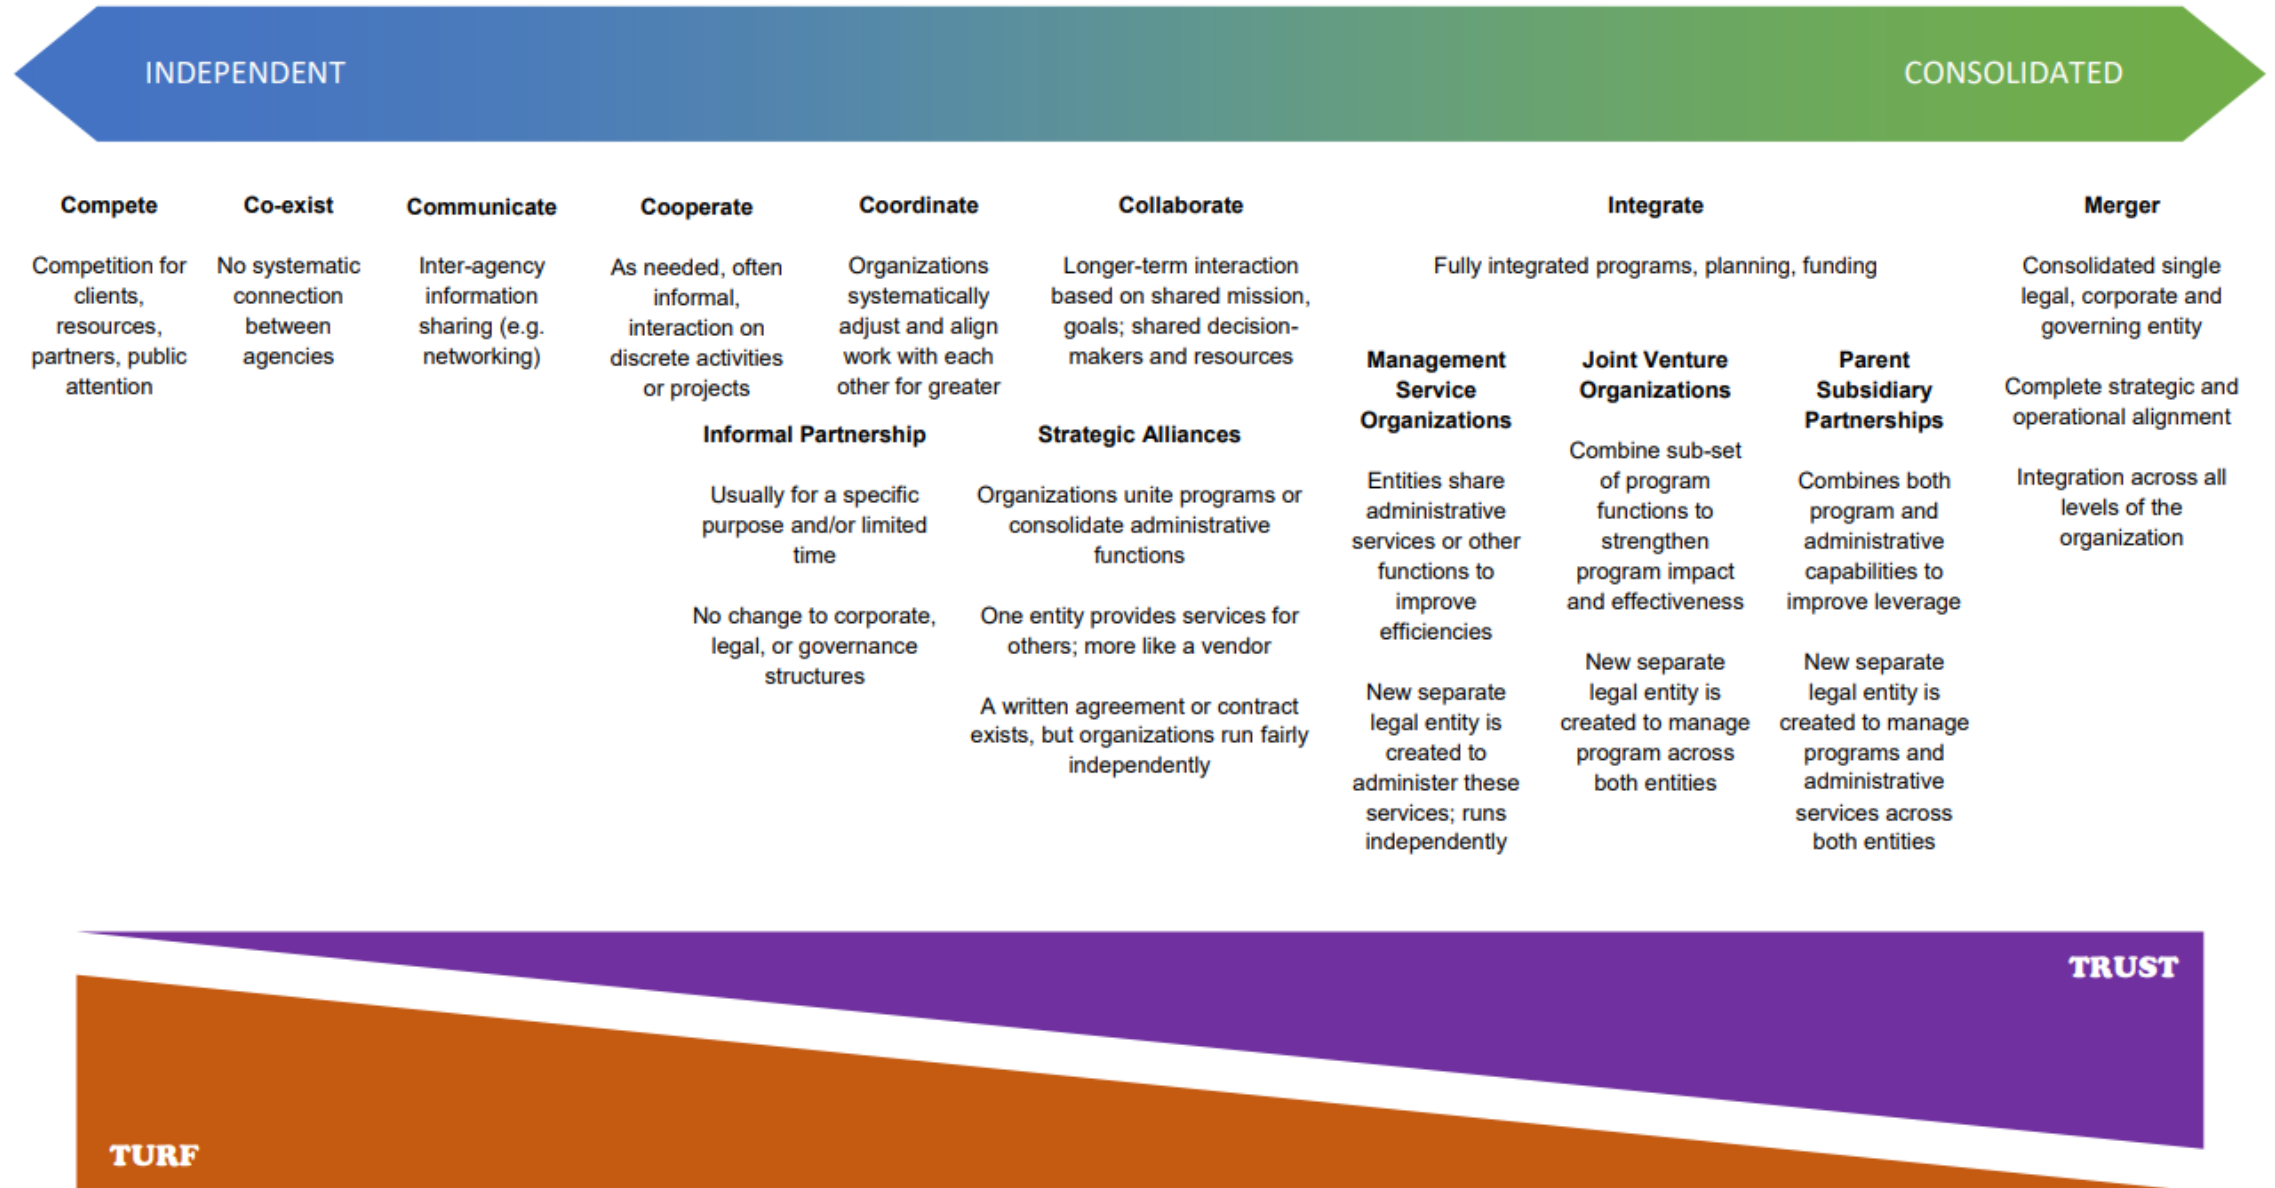 INDEPENDENT
CONSOLIDATED
Compete
Competition for
clients,
resources,
partners, public
attention
Co-exist
No systematic
connection
between
agencies
Communicate
Inter-agency
information
sharing (e.g.
networking)
Cooperate
As needed, often
informal,
interaction on
discrete activities
or projects
Coordinate
Organizations
systematically
adjust and align
work with each
other for greater
Informal Partnership
Usually for a specific
purpose and/or limited
time
No change to corporate,
legal, or governance
structures
Collaborate
Longer-term interaction
based on shared mission,
goals; shared decision-
makers and resources
Strategic Alliances
Organizations unite programs or
consolidate administrative
functions
One entity provides services for
others; more like a vendor
A written agreement or contract
exists, but organizations run fairly
independently
Integrate
Fully integrated programs, planning, funding
Management
Service
Organizations
Entities share
administrative
services or other
functions to
improve
efficiencies
New separate
legal entity is
created to
administer these
services; runs
independently
Joint Venture
Organizations
Combine sub-set
of program
functions to
strengthen
program impact
and effectiveness
New separate
legal entity is
created to manage
program across
both entities
Parent
Subsidiary
Partnerships
Combines both
program and
administrative
capabilities to
improve leverage
New separate
legal entity is
created to manage
programs and
administrative
services across
both entities
Merger
Consolidated single
legal, corporate and
governing entity
Complete strategic and
operational alignment
Integration across all
levels of the
organization
TRUST
TURF